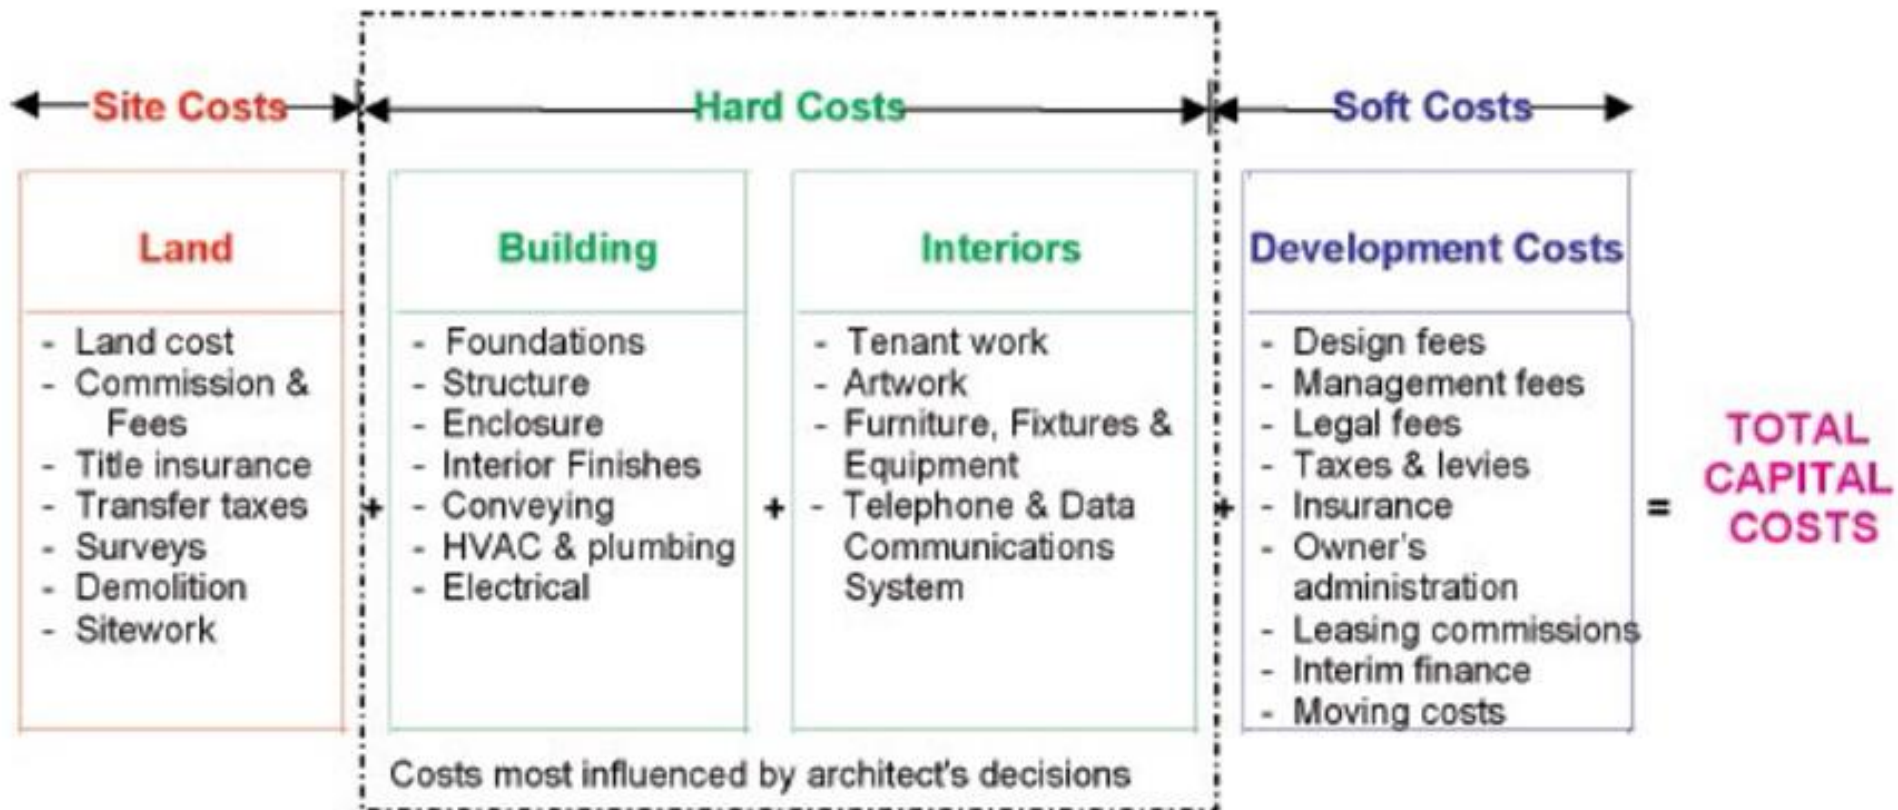 Site Costs
Hard Costs
Soft Costs
Land
- Land cost
- Commission &
Fees
- Title insurance
- Transfer taxes
- Surveys
- Demolition
- Sitework
+
Building
- Foundations
- Structure
- Enclosure
- Interior Finishes
- Conveying
- HVAC & plumbing
- Electrical
+
Interiors
- Tenant work
- Artwork
- Furniture, Fixtures &
Equipment
- Telephone & Data
Communications
System
+
Development Costs
- Design fees
- Management fees
- Legal fees
- Taxes & levies
- Insurance
- Owner's
administration
- Leasing commissions
- Interim finance
- Moving costs
=
TOTAL
CAPITAL
COSTS
Costs most influenced by architect's decisions